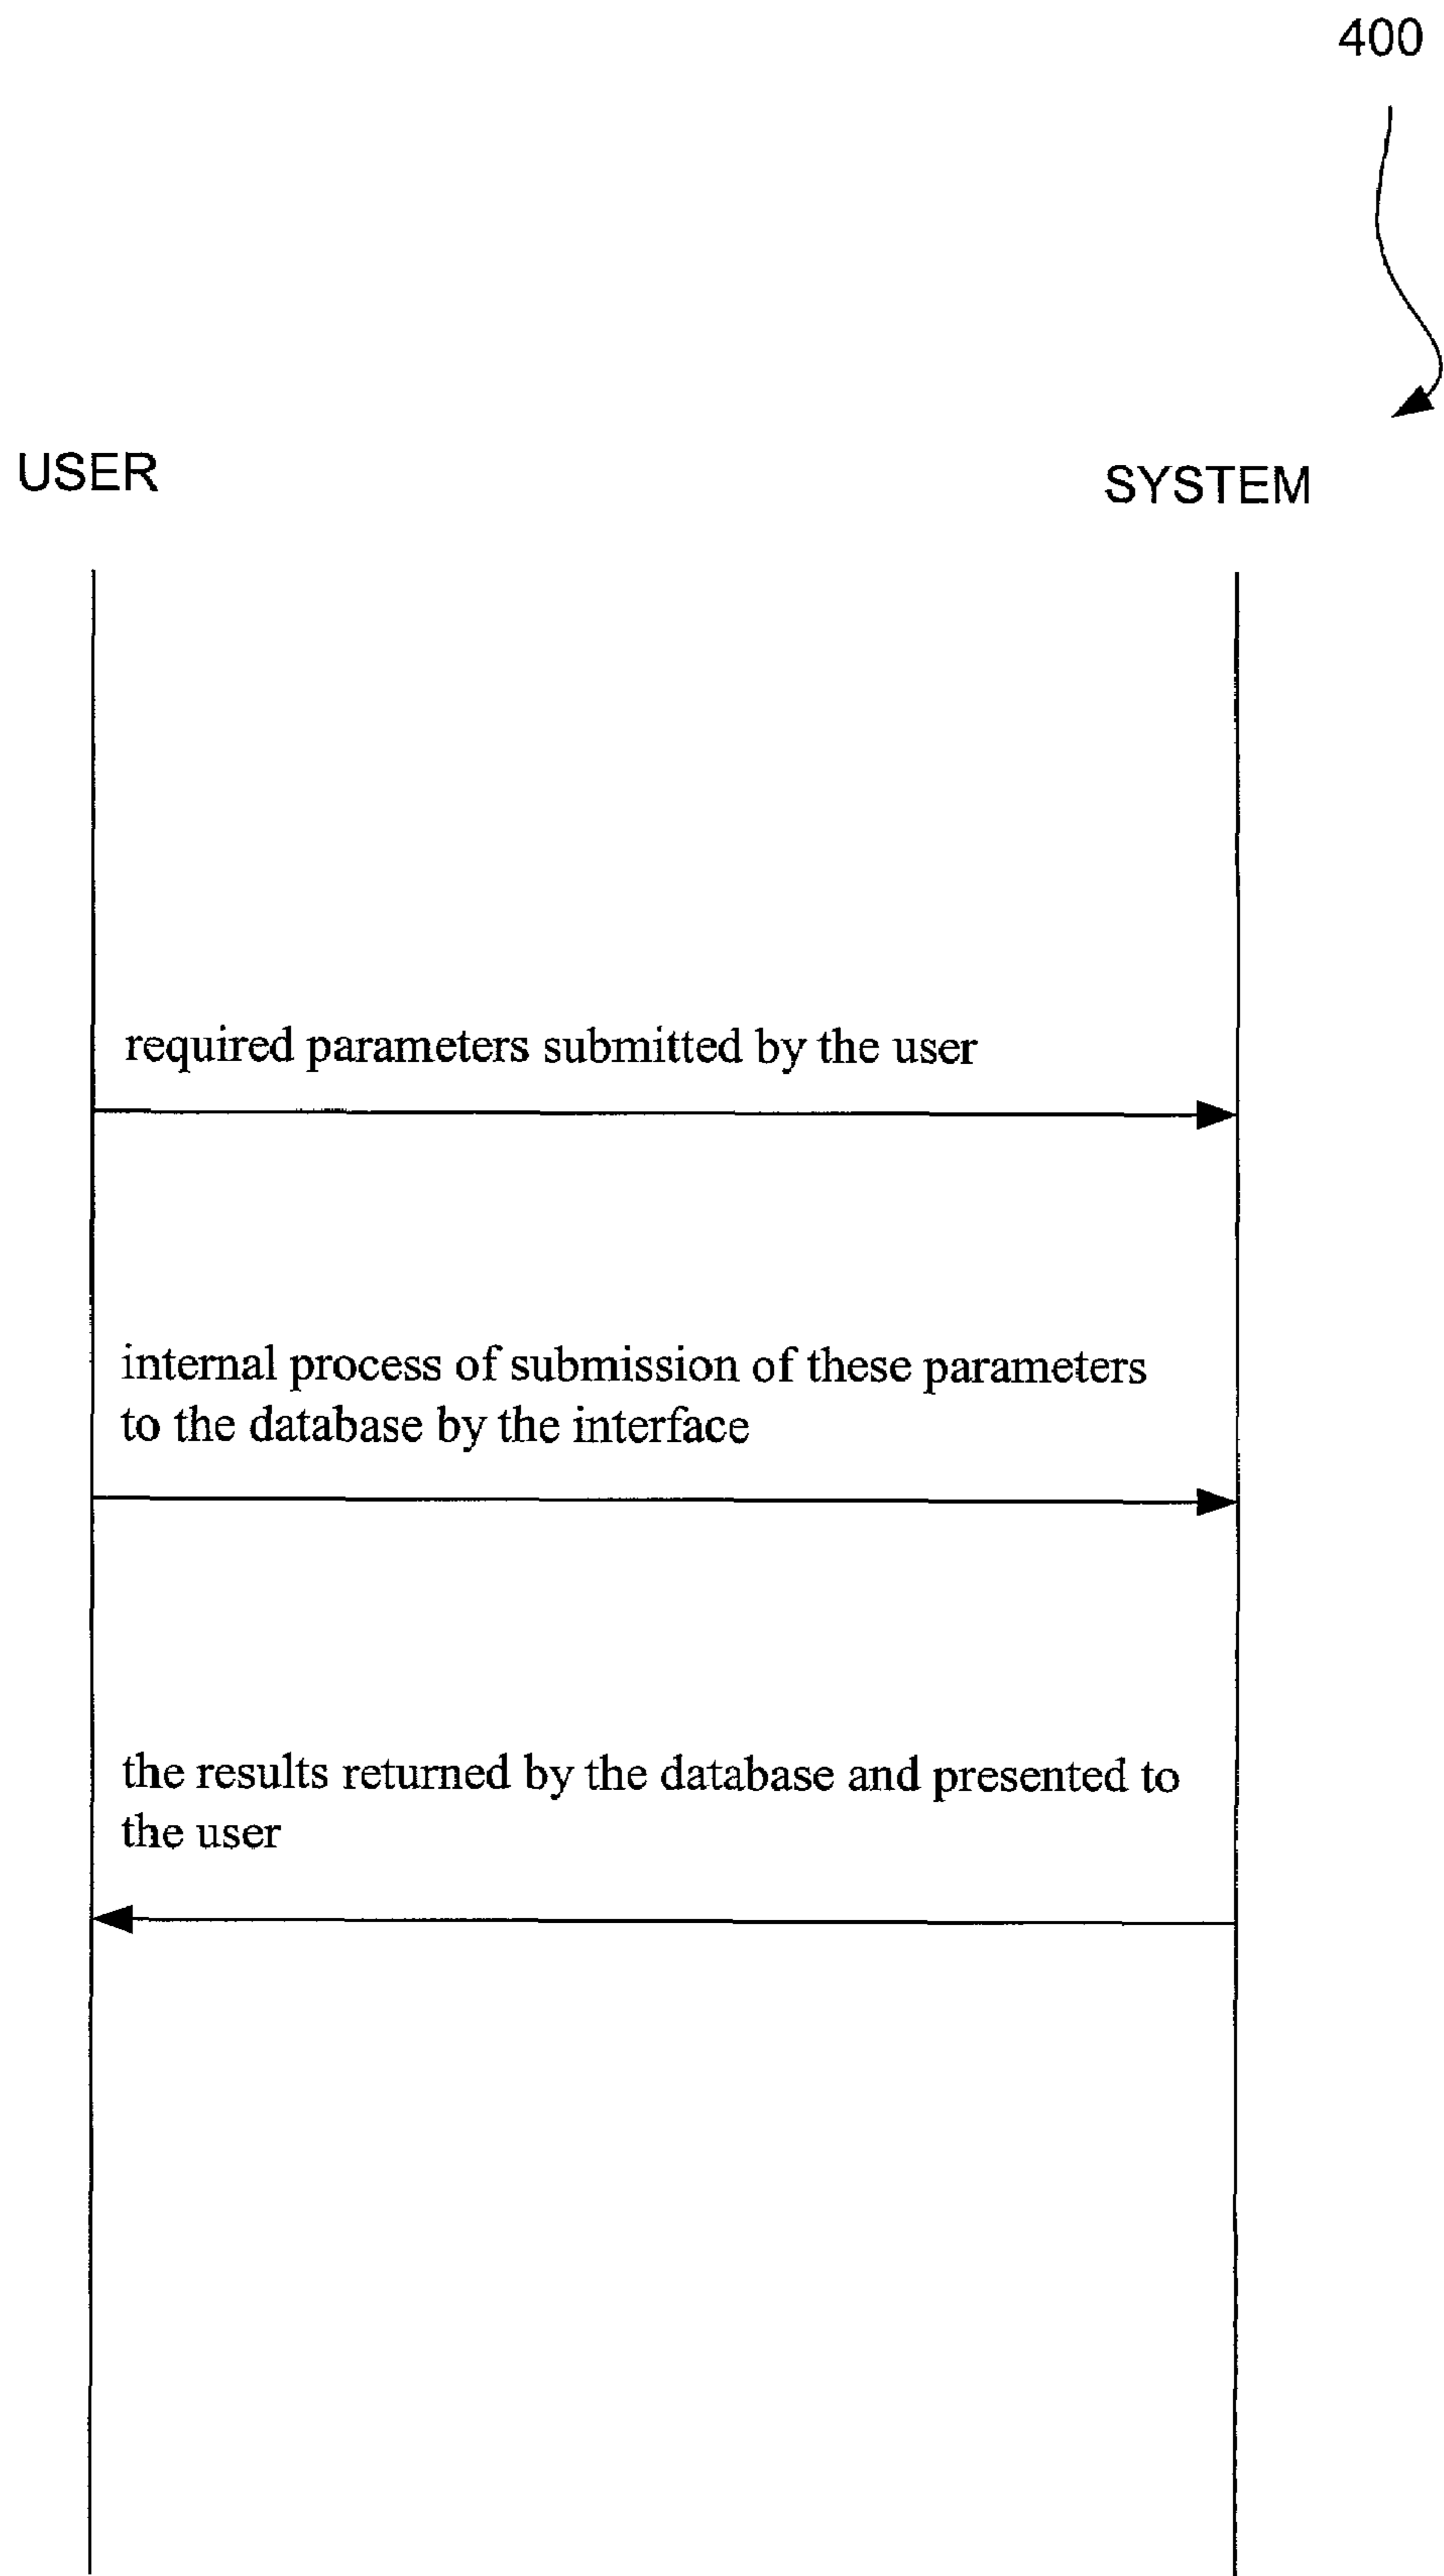 400
USER
SYSTEM
required parameters submitted by the user
internal process of submission of these parameters
to the database by the interface
the results returned by the database and presented to
the user